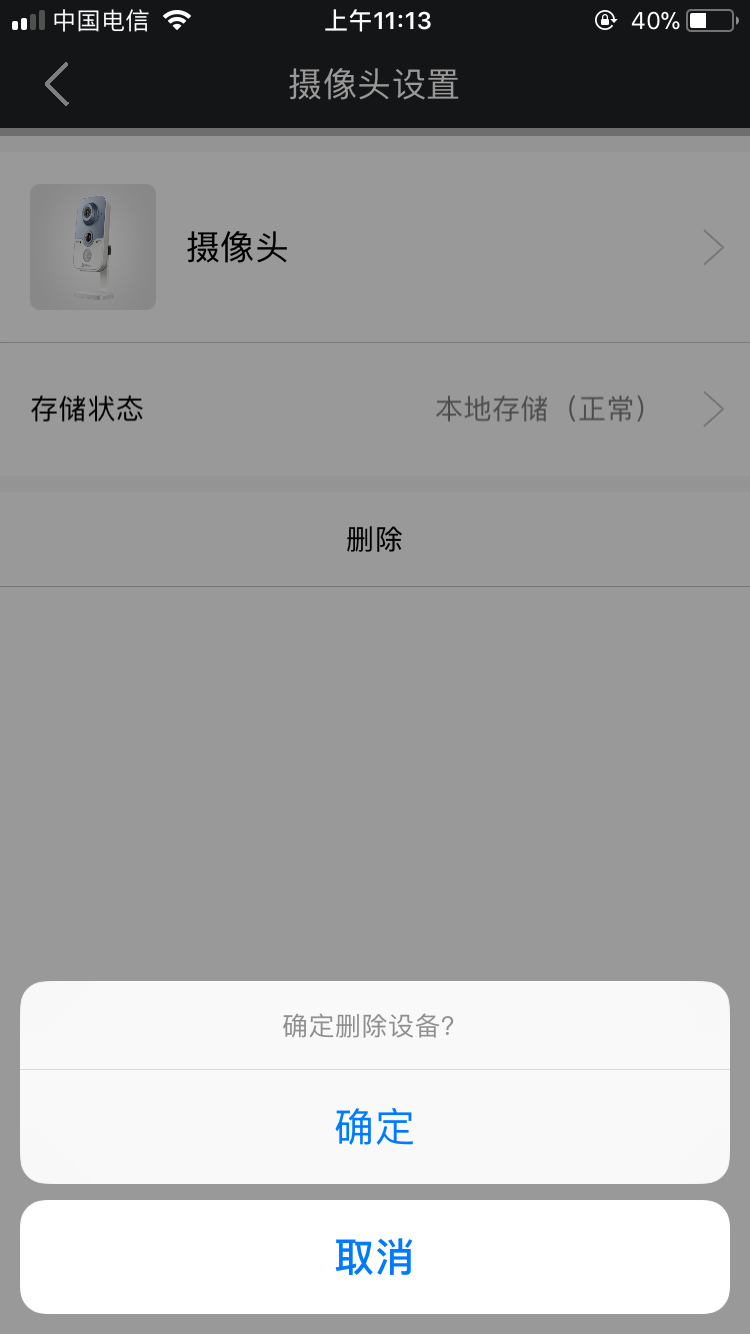 中国电信 上午11:13 40%
摄像头设置
摄像头
存储状态 本地存储（正常）
删除
确定删除设备?
确定
取消